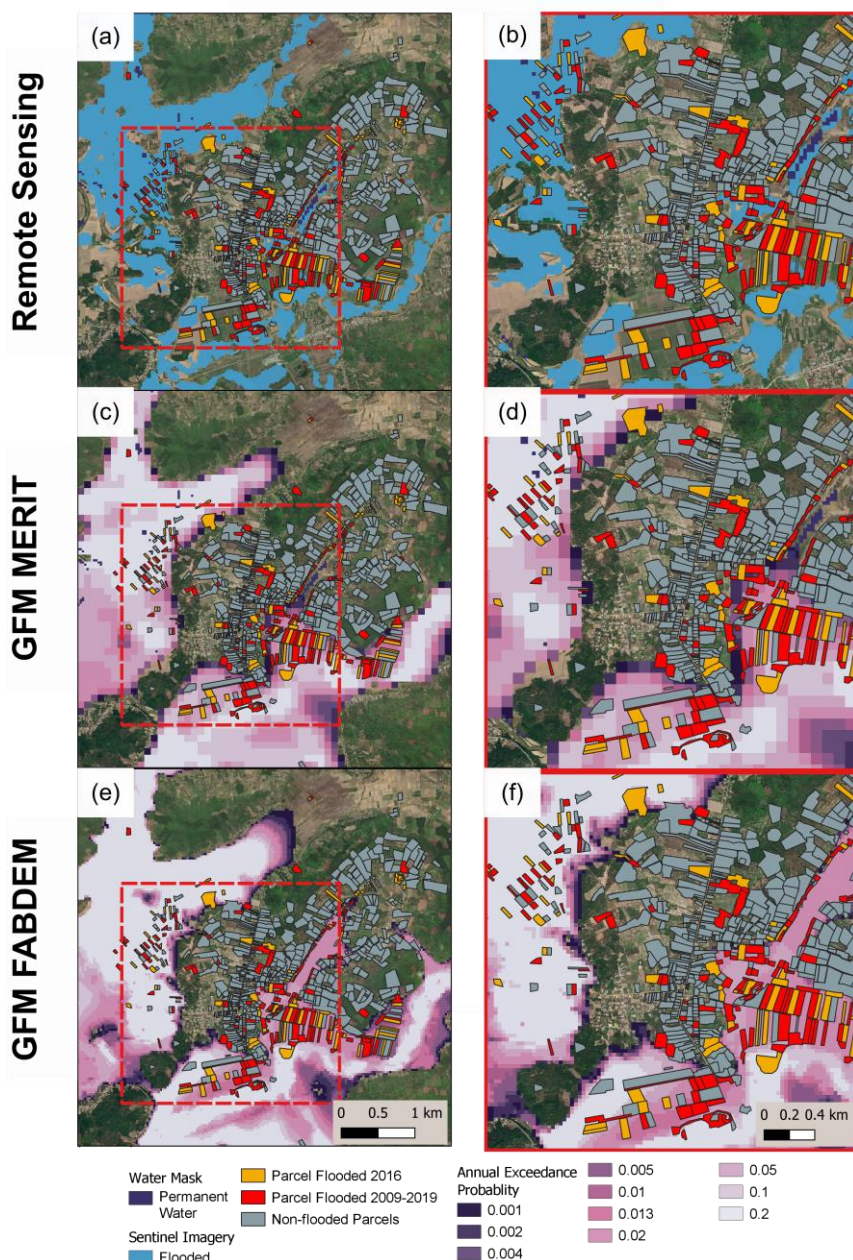 Remote Sensing
(a)
(b)
GFM MERIT
(c)
(d)
GFM FABDEM
(e)
(f)
0 0.5 1 km
0 0.2 0.4 km
Water Mask
Permanent
Water
Sentinel Imagery
Flooded
Parcel Flooded 2016
Parcel Flooded 2009-2019
Non-flooded Parcels
Annual Exceedance
Probablity
0.001
0.002
0.004
0.005
0.01
0.013
0.02
0.05
0.1
0.2